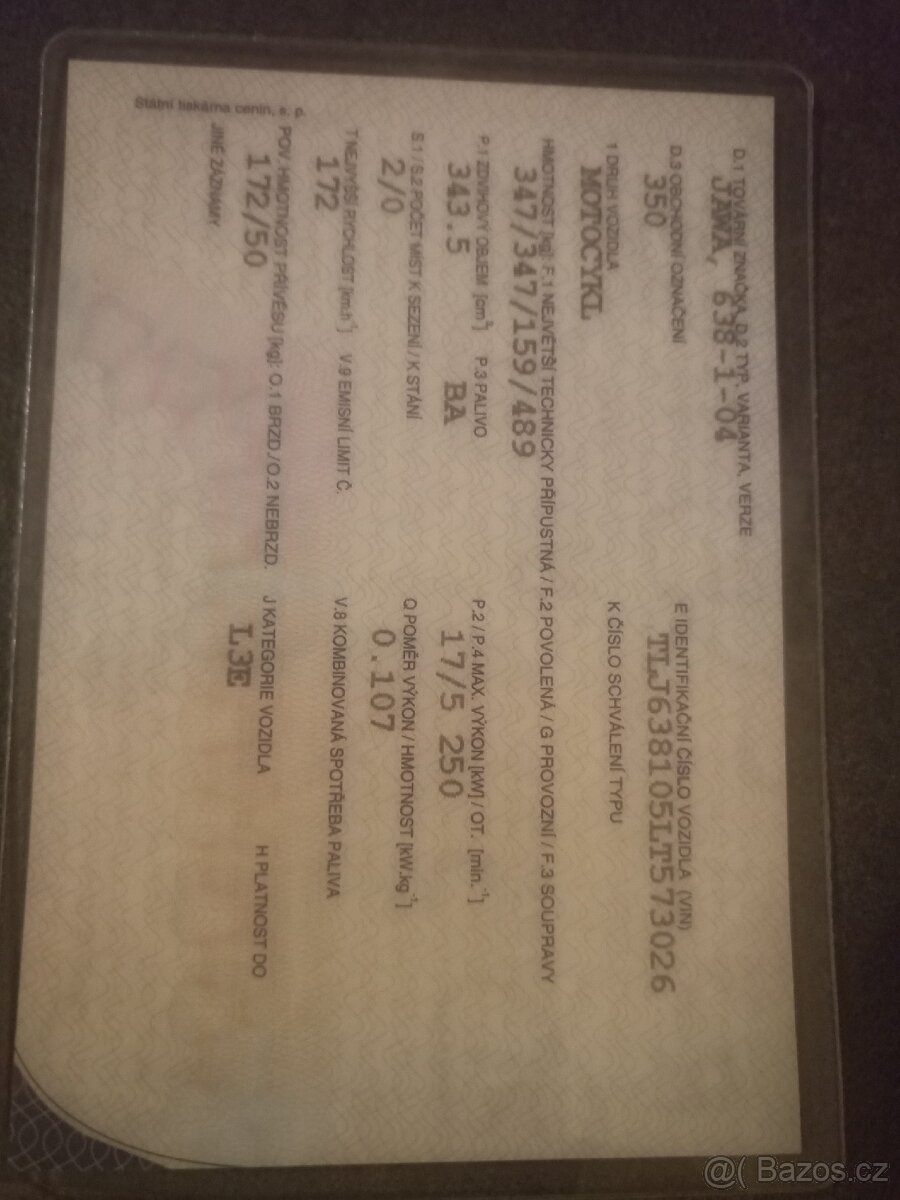 D.1 TOVÁRNÍ ZNAČKA, D.2 TYP, VARIANTA, VERZE
JAWA, 638-1-04
E IDENTIFIKAČNÍ ČÍSLO VOZIDLA (VIN)
TLJ638105LT573026
D.3 OBCHODNÍ OZNAČENÍ
350
1 DRUH VOZIDLA
MOTOCYKL
K ČÍSLO SCHVÁLENÍ TYPU
HMOTNOST [kg]: F.1 NEJVĚTŠÍ TECHNICKY PŘÍPUSTNÁ / F.2 POVOLENÁ / G PROVOZNÍ / F.3 SOUPRAVY
347/347/159/489
P.1 ZDVIHOVÝ OBJEM [cm³] P.3 PALIVO
343.5 BA
P.2 / P.4 MAX. VÝKON [kW] / OT. [min.⁻¹]
17/5 250
S.1 / S.2 POČET MÍST K SEZENÍ / K STÁNÍ
2/0
Q POMĚR VÝKON / HMOTNOST [kW.kg⁻¹]
0.107
T NEJVYŠŠÍ RYCHLOST [km.h⁻¹] V.9 EMISNÍ LIMIT Č.
172
V.8 KOMBINOVANÁ SPOTŘEBA PALIVA
POV. HMOTNOST PŘÍVĚSU [kg]: O.1 BRZD./O.2 NEBRZD.
172/50
J KATEGORIE VOZIDLA H PLATNOST DO
L3E
JINÉ ZÁZNAMY
Státní tiskárna cenin, s. p.
@( Bazos.cz